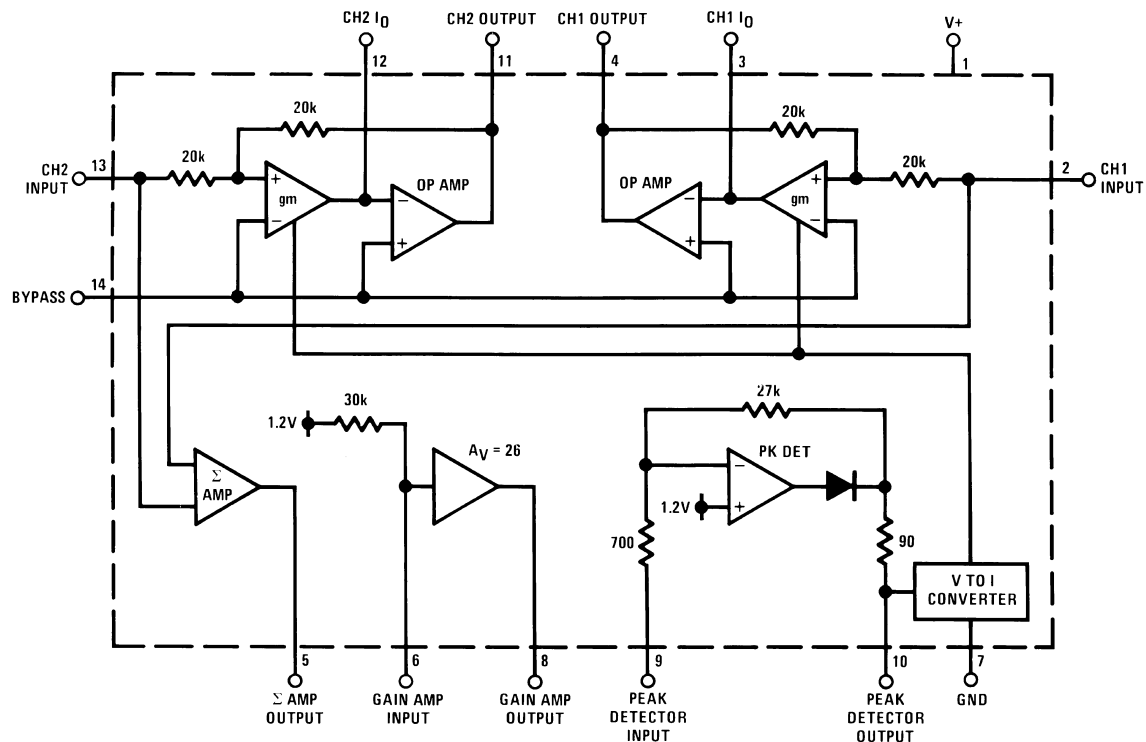 CH2 I0
CH2 OUTPUT
CH1 OUTPUT
CH1 I0
V+
12
11
4
3
1
20k
20k
CH2
INPUT
13
20k
+
gm
−
OP AMP
−
+
OP AMP
−
+
+
gm
−
20k
2
CH1
INPUT
BYPASS
14
1.2V
30k
27k
Σ
AMP
AV = 26
PK DET
−
+
1.2V
700
90
V TO I
CONVERTER
5
6
8
9
10
7
Σ AMP
OUTPUT
GAIN AMP
INPUT
GAIN AMP
OUTPUT
PEAK
DETECTOR
INPUT
PEAK
DETECTOR
OUTPUT
GND